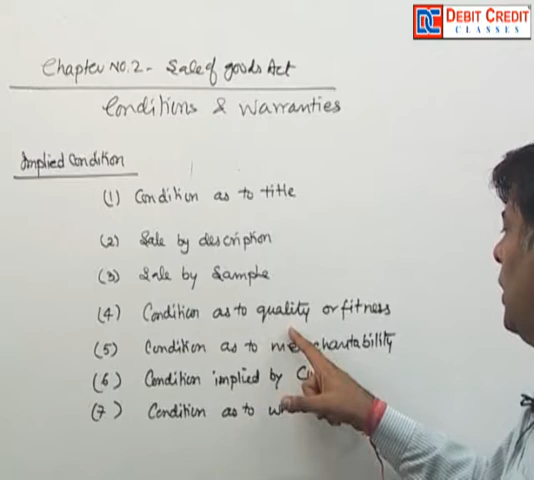 DEBIT CREDIT
CLASSES
Chapter No.2 - Sale of goods Act
Conditions & Warranties
Implied Condition
(1) Condition as to title
(2) Sale by description
(3) Sale by Sample
(4) Condition as to quality or fitness
(5) Condition as to merchantability
(6) Condition implied by
(7) Condition as to